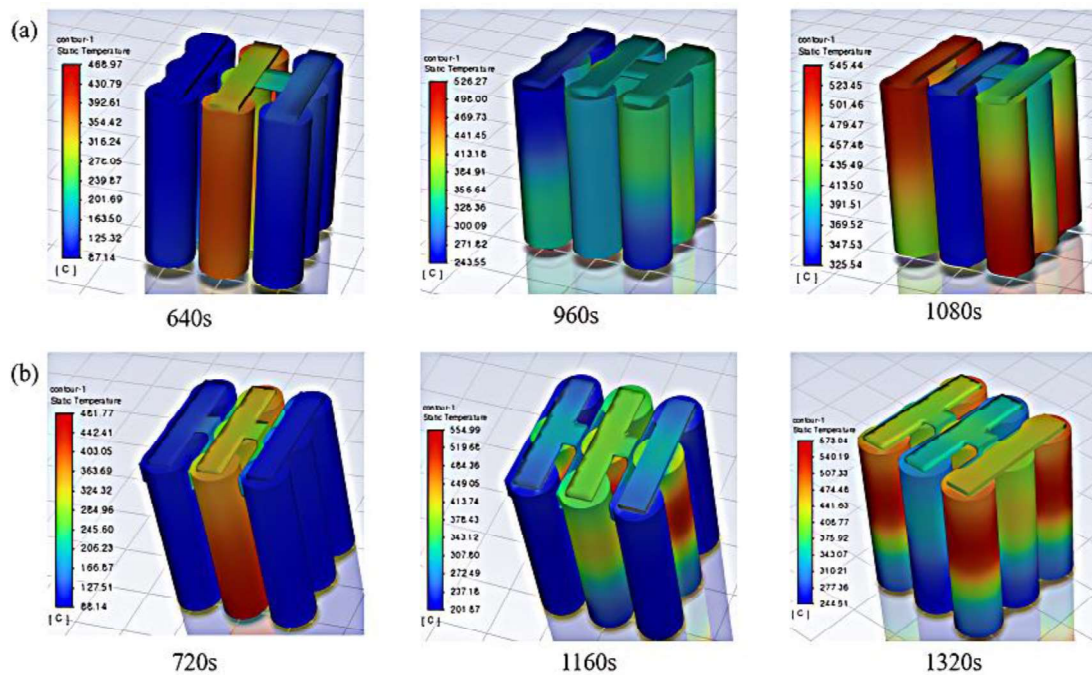 (a)
contour-1
Static Temperature
468.97
430.79
392.61
354.42
316.24
278.05
239.87
201.69
163.50
125.32
87.14
[ C ]
640s
contour-1
Static Temperature
526.27
498.00
469.73
441.45
413.18
384.91
356.64
328.36
300.09
271.82
243.55
[ C ]
960s
contour-1
Static Temperature
545.44
523.45
501.46
479.47
457.48
435.49
413.50
391.51
369.52
347.53
325.54
[ C ]
1080s
(b)
contour-1
Static Temperature
481.77
442.41
403.05
363.69
324.32
284.96
245.60
206.23
166.87
127.51
88.14
[ C ]
720s
contour-1
Static Temperature
554.99
519.68
484.36
449.05
413.74
378.43
343.12
307.80
272.49
237.18
201.87
[ C ]
1160s
contour-1
Static Temperature
573.04
540.19
507.33
474.48
441.63
408.77
375.92
343.07
310.21
277.36
244.51
[ C ]
1320s